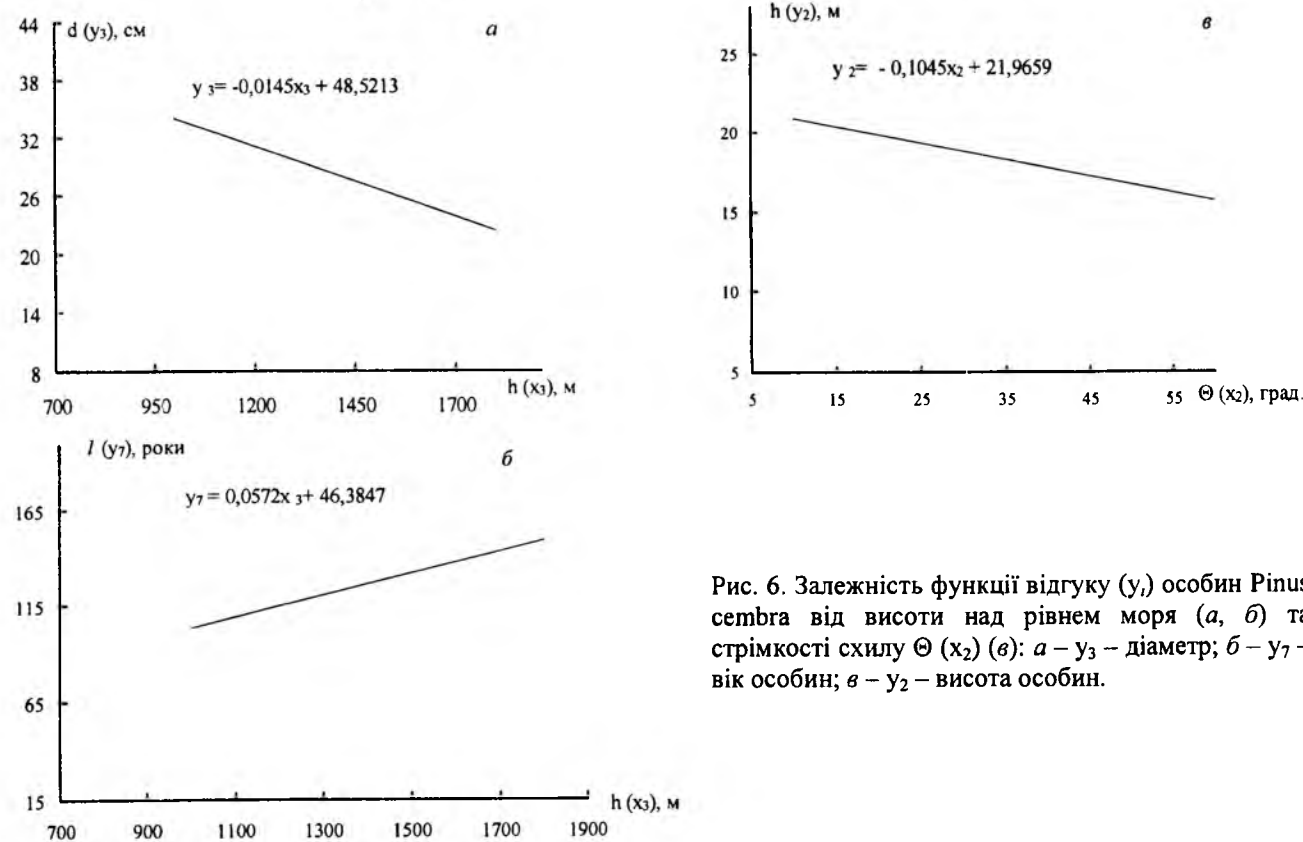 d (y3), см
а
44
38
32
26
20
14
8
y 3= -0,0145x3 + 48,5213
700 950 1200 1450 1700
h (x3), м
h (y2), м
в
25
20
15
10
5
y 2= - 0,1045x2 + 21,9659
5 15 25 35 45 55 Θ (x2), град.
l (y7), роки
б
y7 = 0,0572x 3+ 46,3847
165
115
65
15
h (x3), м
700 900 1100 1300 1500 1700 1900
Рис. 6. Залежність функції відгуку (yi) особин Pinus
cembra від висоти над рівнем моря (а, б) та
стрімкості схилу Θ (x2) (в): а – y3 – діаметр; б – y7 –
вік особин; в – y2 – висота особин.